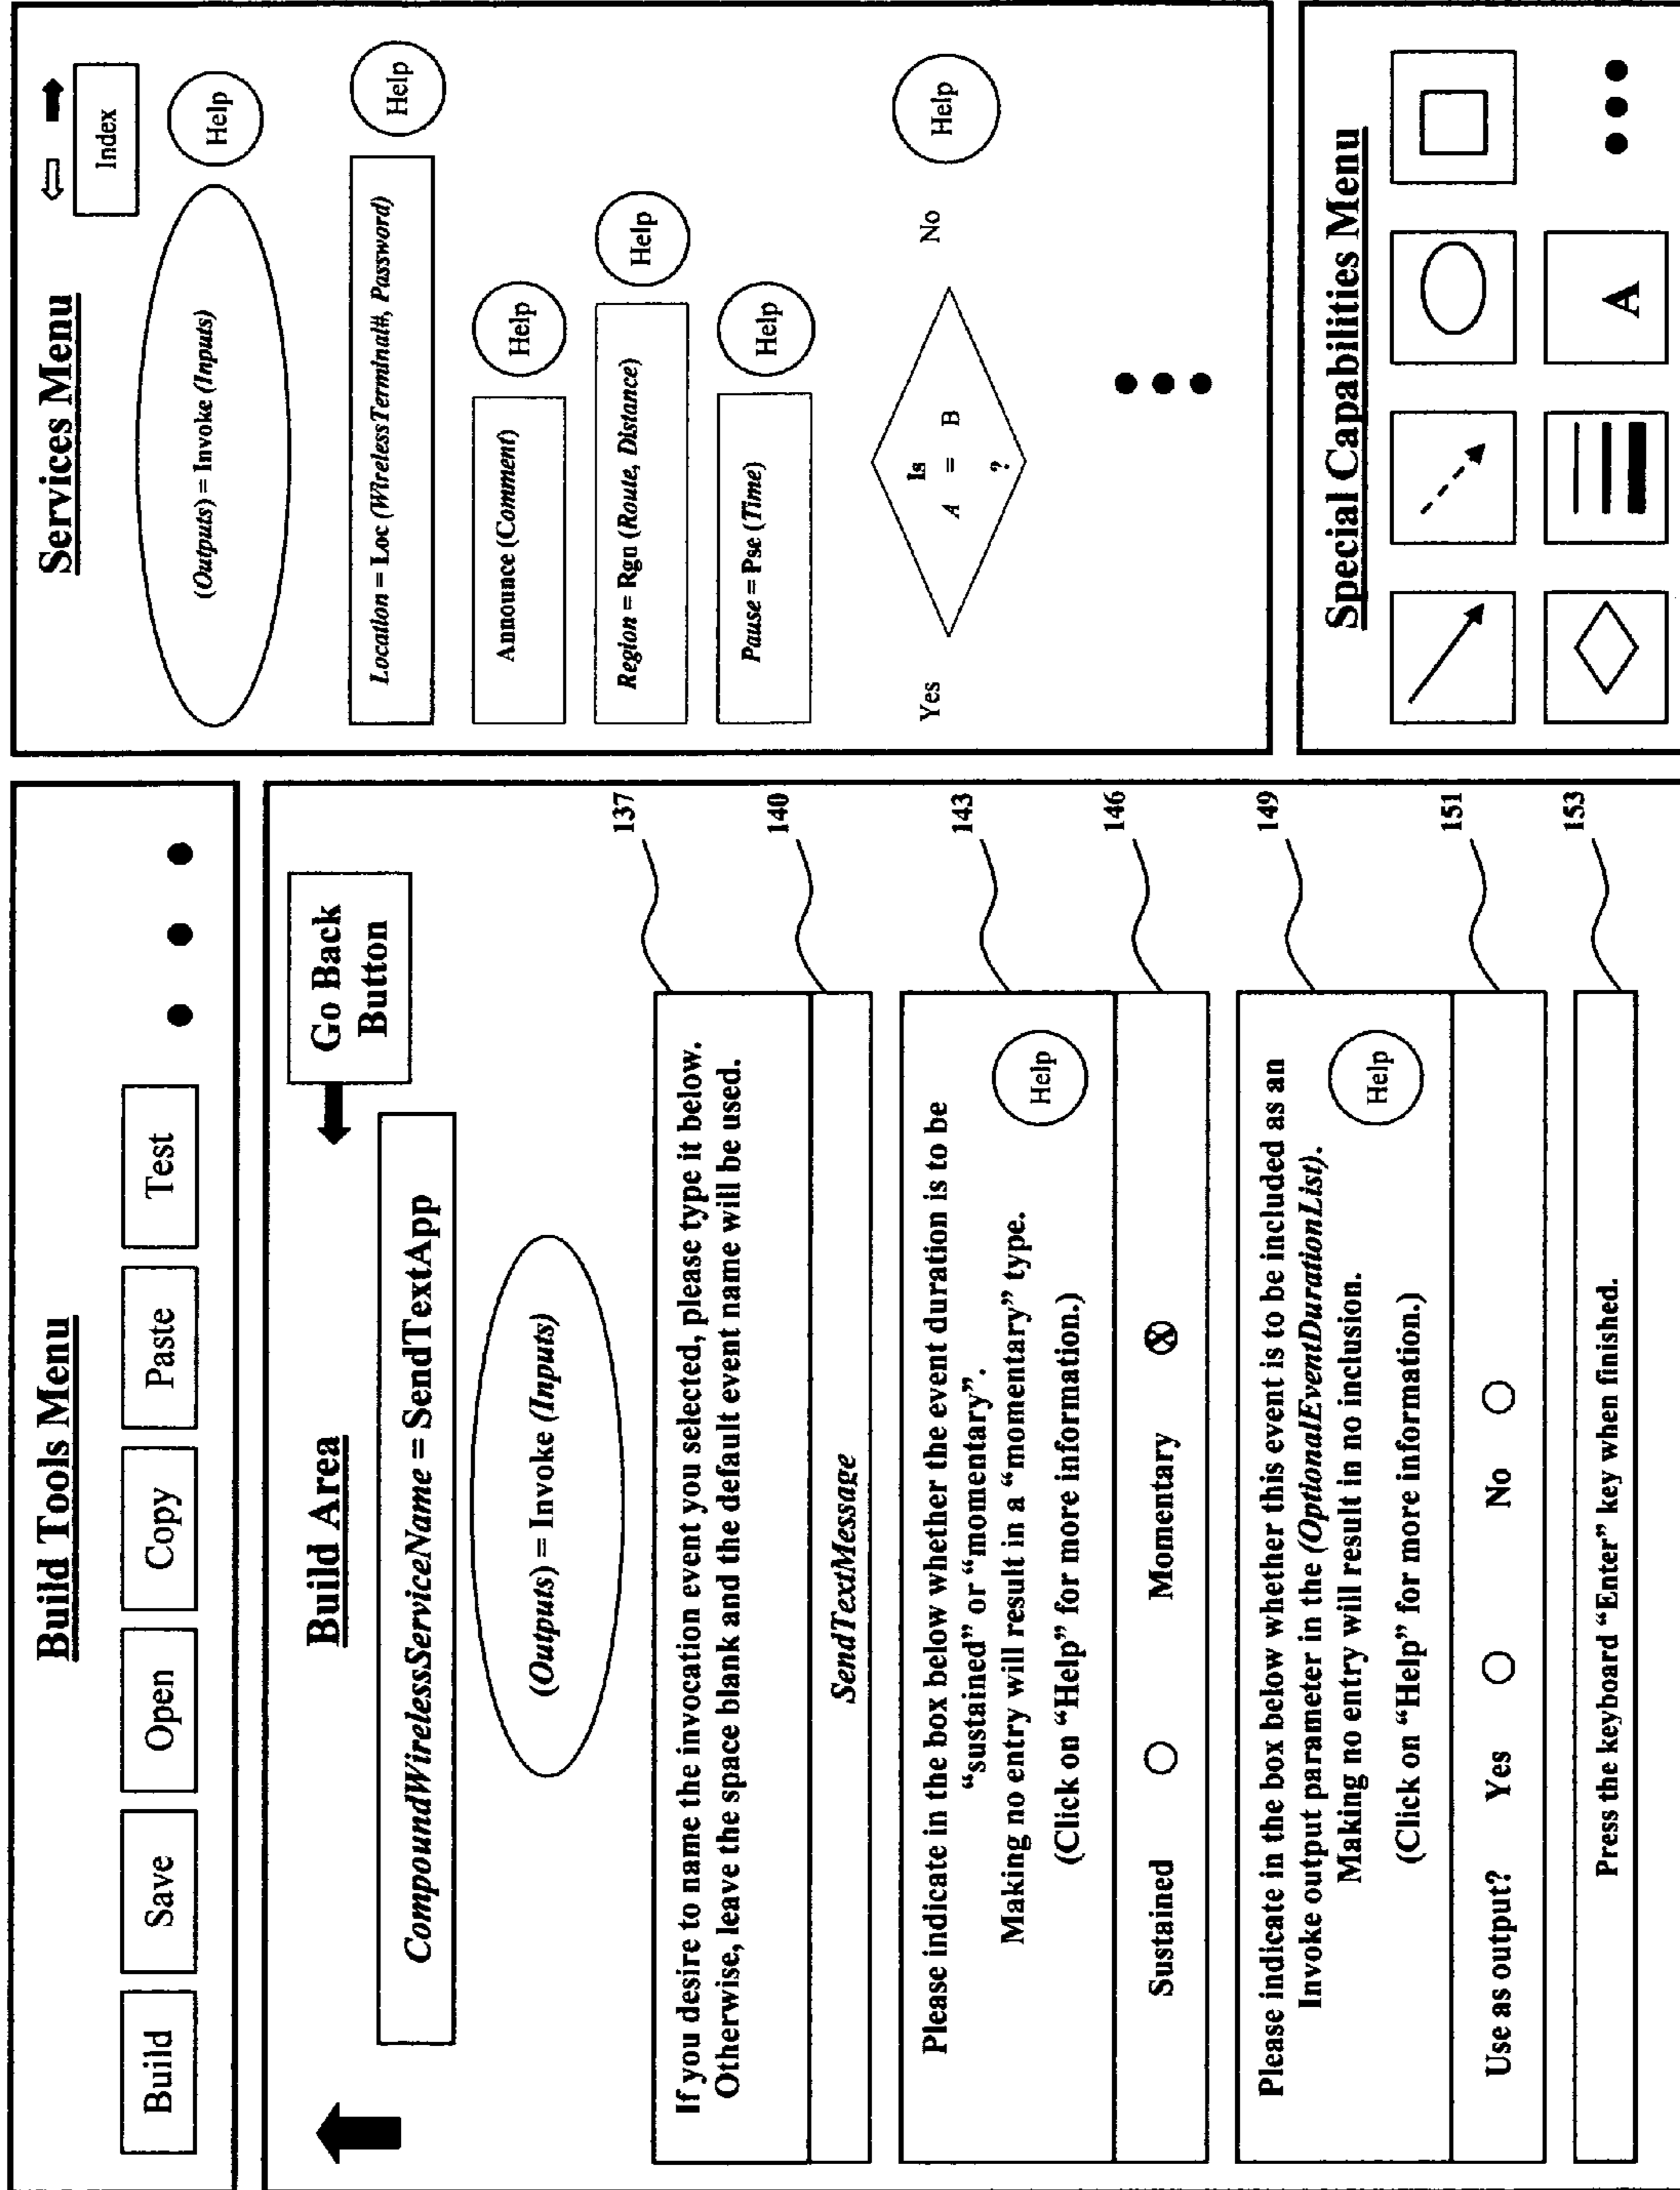 Build Tools Menu
Build
Save
Open
Copy
Paste
Test
Build Area
Go Back
Button
CompoundWirelessServiceName = SendTextApp
(Outputs) = Invoke (Inputs)
137
If you desire to name the invocation event you selected, please type it below.
Otherwise, leave the space blank and the default event name will be used.
140
SendTextMessage
143
Please indicate in the box below whether the event duration is to be
“sustained” or “momentary”.
Making no entry will result in a “momentary” type.
(Click on “Help” for more information.)
Help
146
Sustained
Momentary
149
Please indicate in the box below whether this event is to be included as an
Invoke output parameter in the (OptionalEventDurationList).
Making no entry will result in no inclusion.
(Click on “Help” for more information.)
Help
151
Use as output? Yes No
153
Press the keyboard “Enter” key when finished.
Services Menu
Index
((Outputs) = Invoke (Inputs)
Help
Location = Loc (WirelessTerminal#, Password)
Help
Announce (Comment)
Help
Region = Rgn (Route, Distance)
Help
Pause = Pse (Time)
Help
Yes
Is
A = B
?
No
Help
Special Capabilities Menu
A